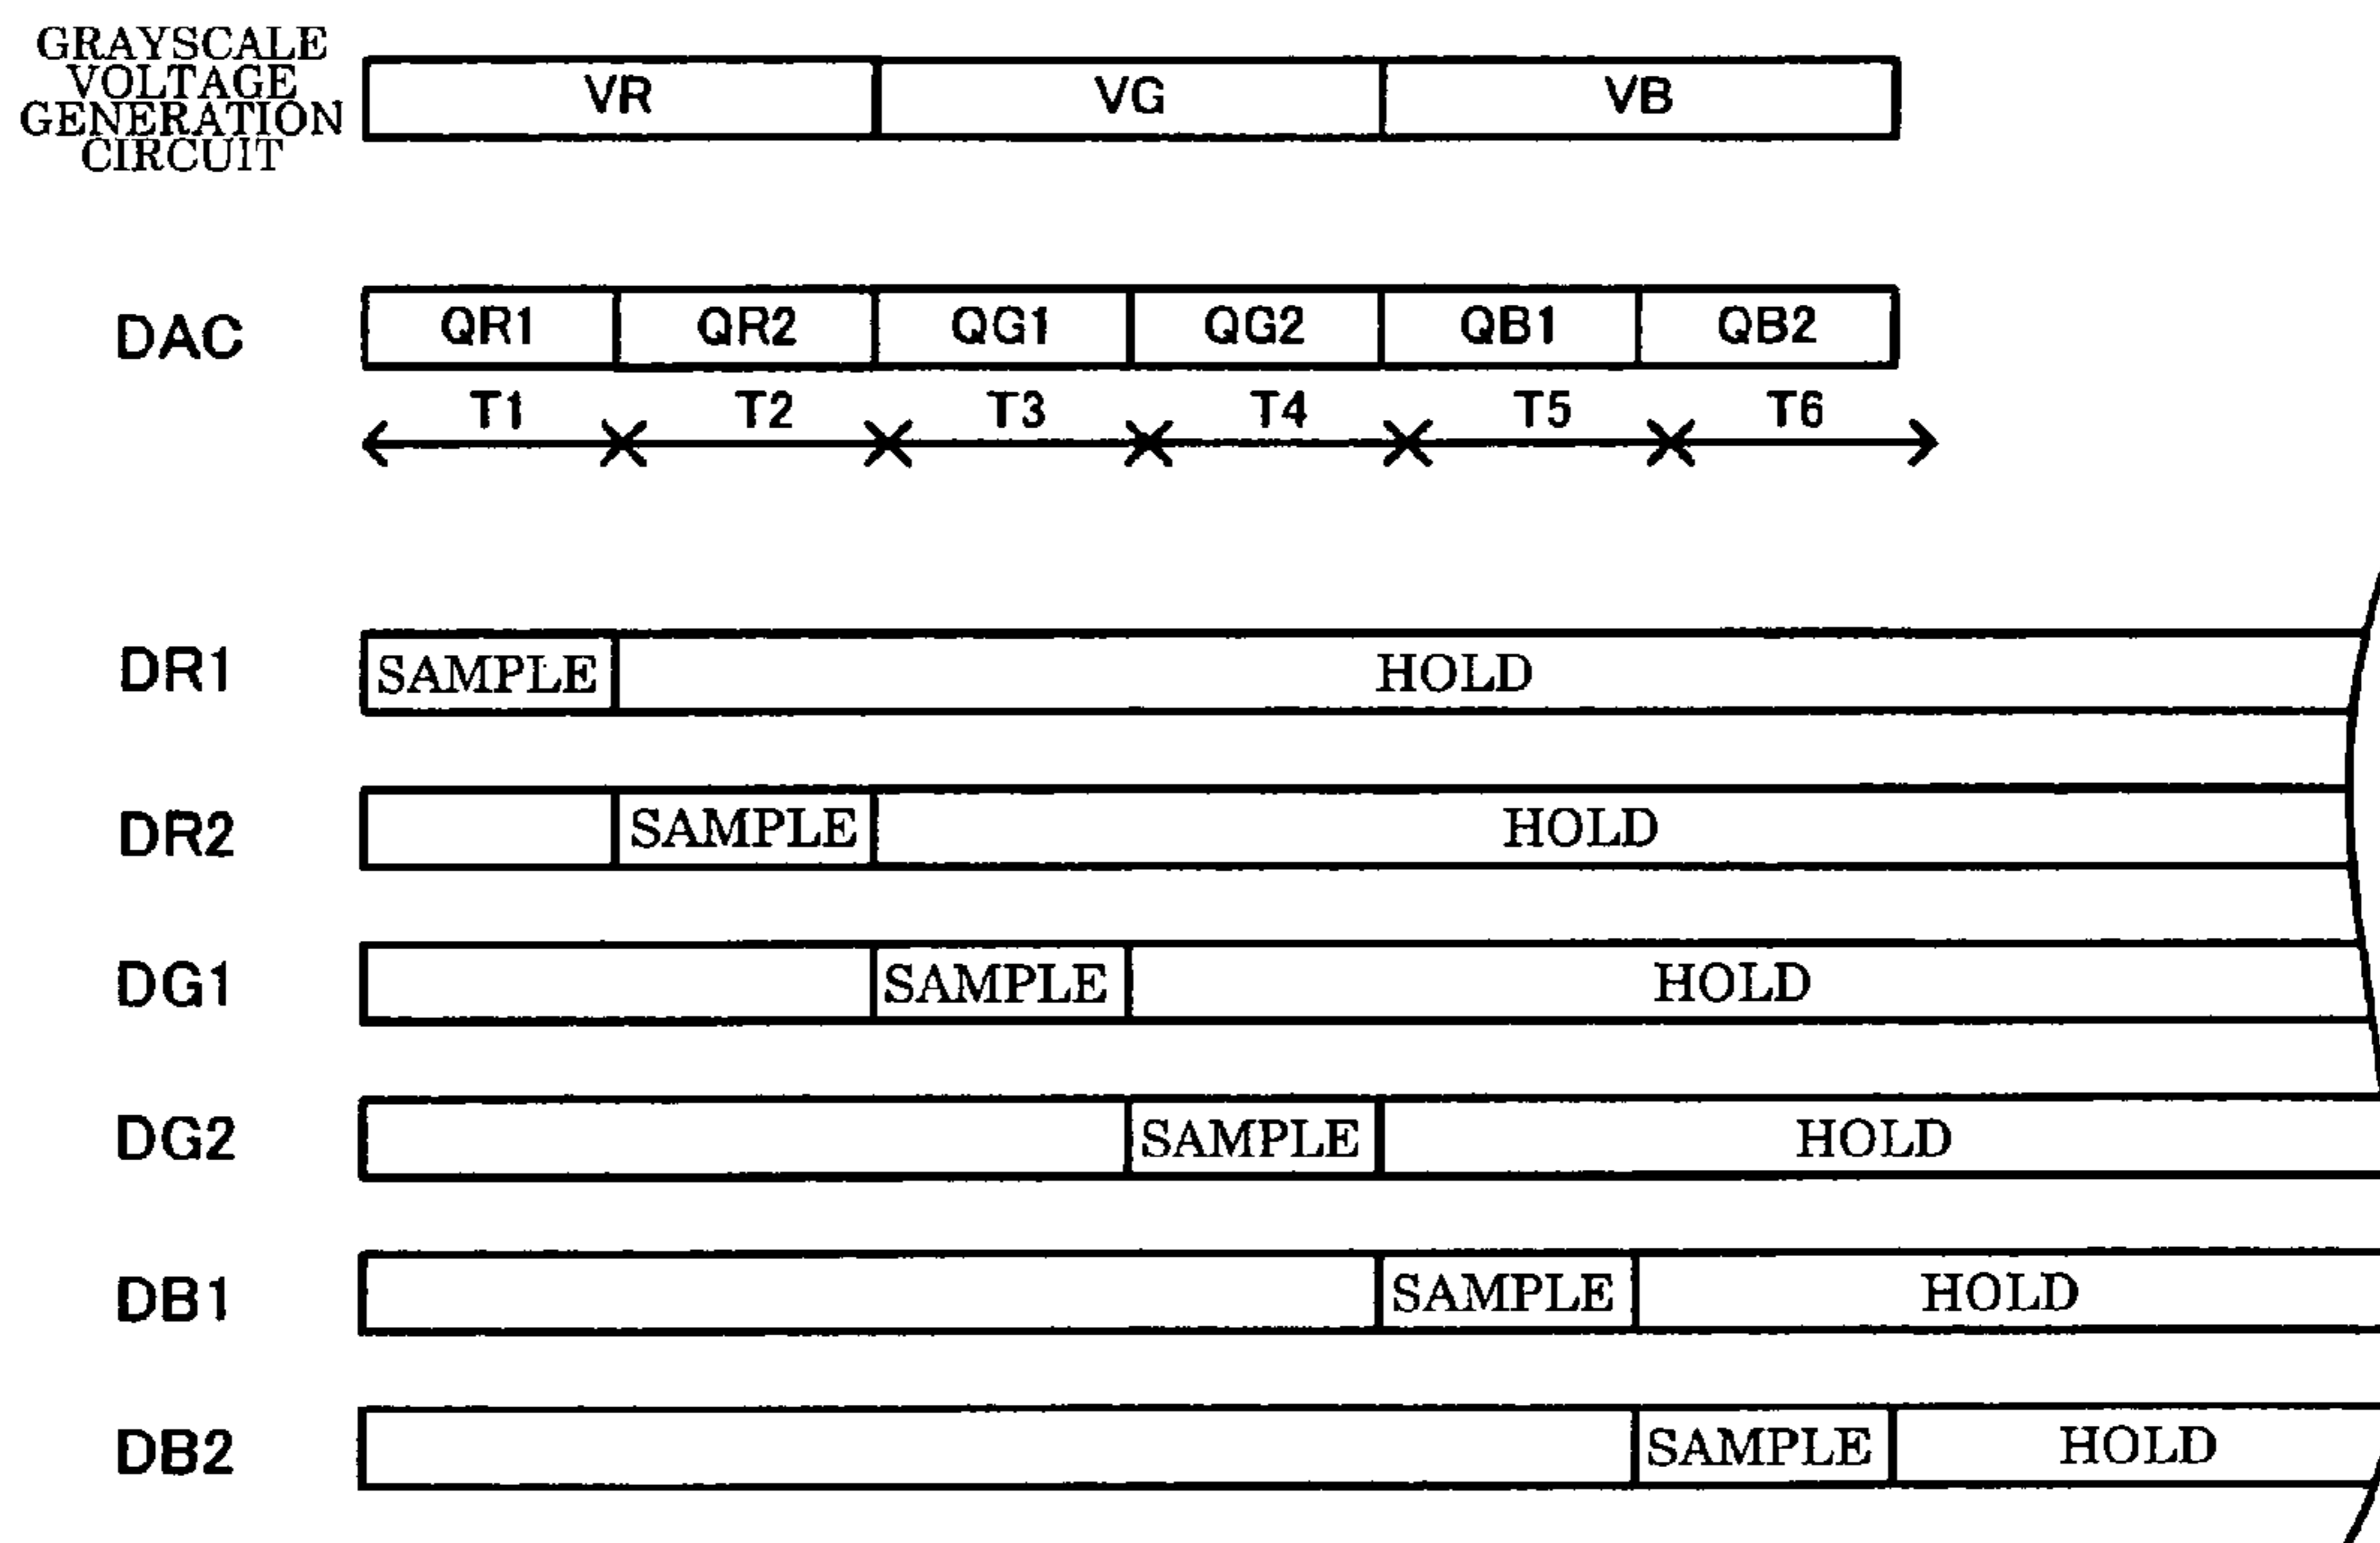 GRAYSCALE
VOLTAGE
GENERATION
CIRCUIT
VR VG VB
DAC QR1 QR2 QG1 QG2 QB1 QB2
T1 T2 T3 T4 T5 T6
DR1 SAMPLE HOLD
DR2 SAMPLE HOLD
DG1 SAMPLE HOLD
DG2 SAMPLE HOLD
DB1 SAMPLE HOLD
DB2 SAMPLE HOLD